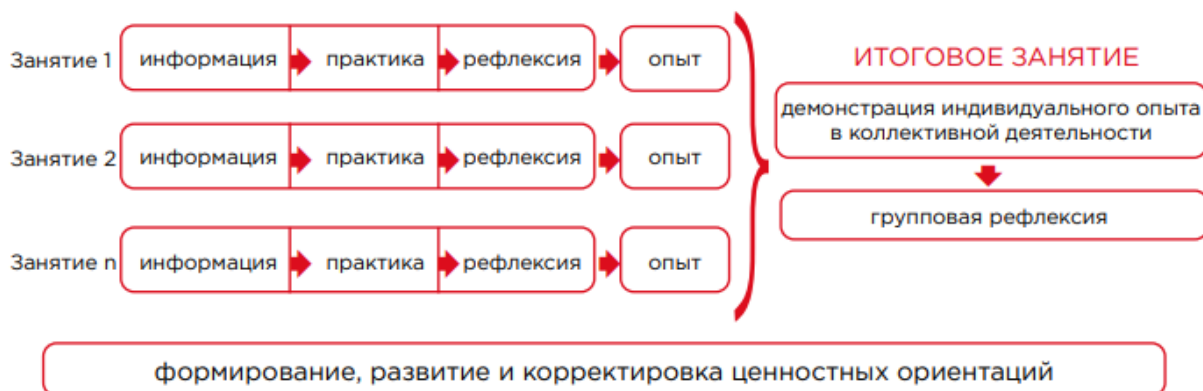 Занятие 1 информация практика рефлексия опыт
Занятие 2 информация практика рефлексия опыт
Занятие n информация практика рефлексия опыт
ИТОГОВОЕ ЗАНЯТИЕ
демонстрация индивидуального опыта
в коллективной деятельности
групповая рефлексия
формирование, развитие и корректировка ценностных ориентаций